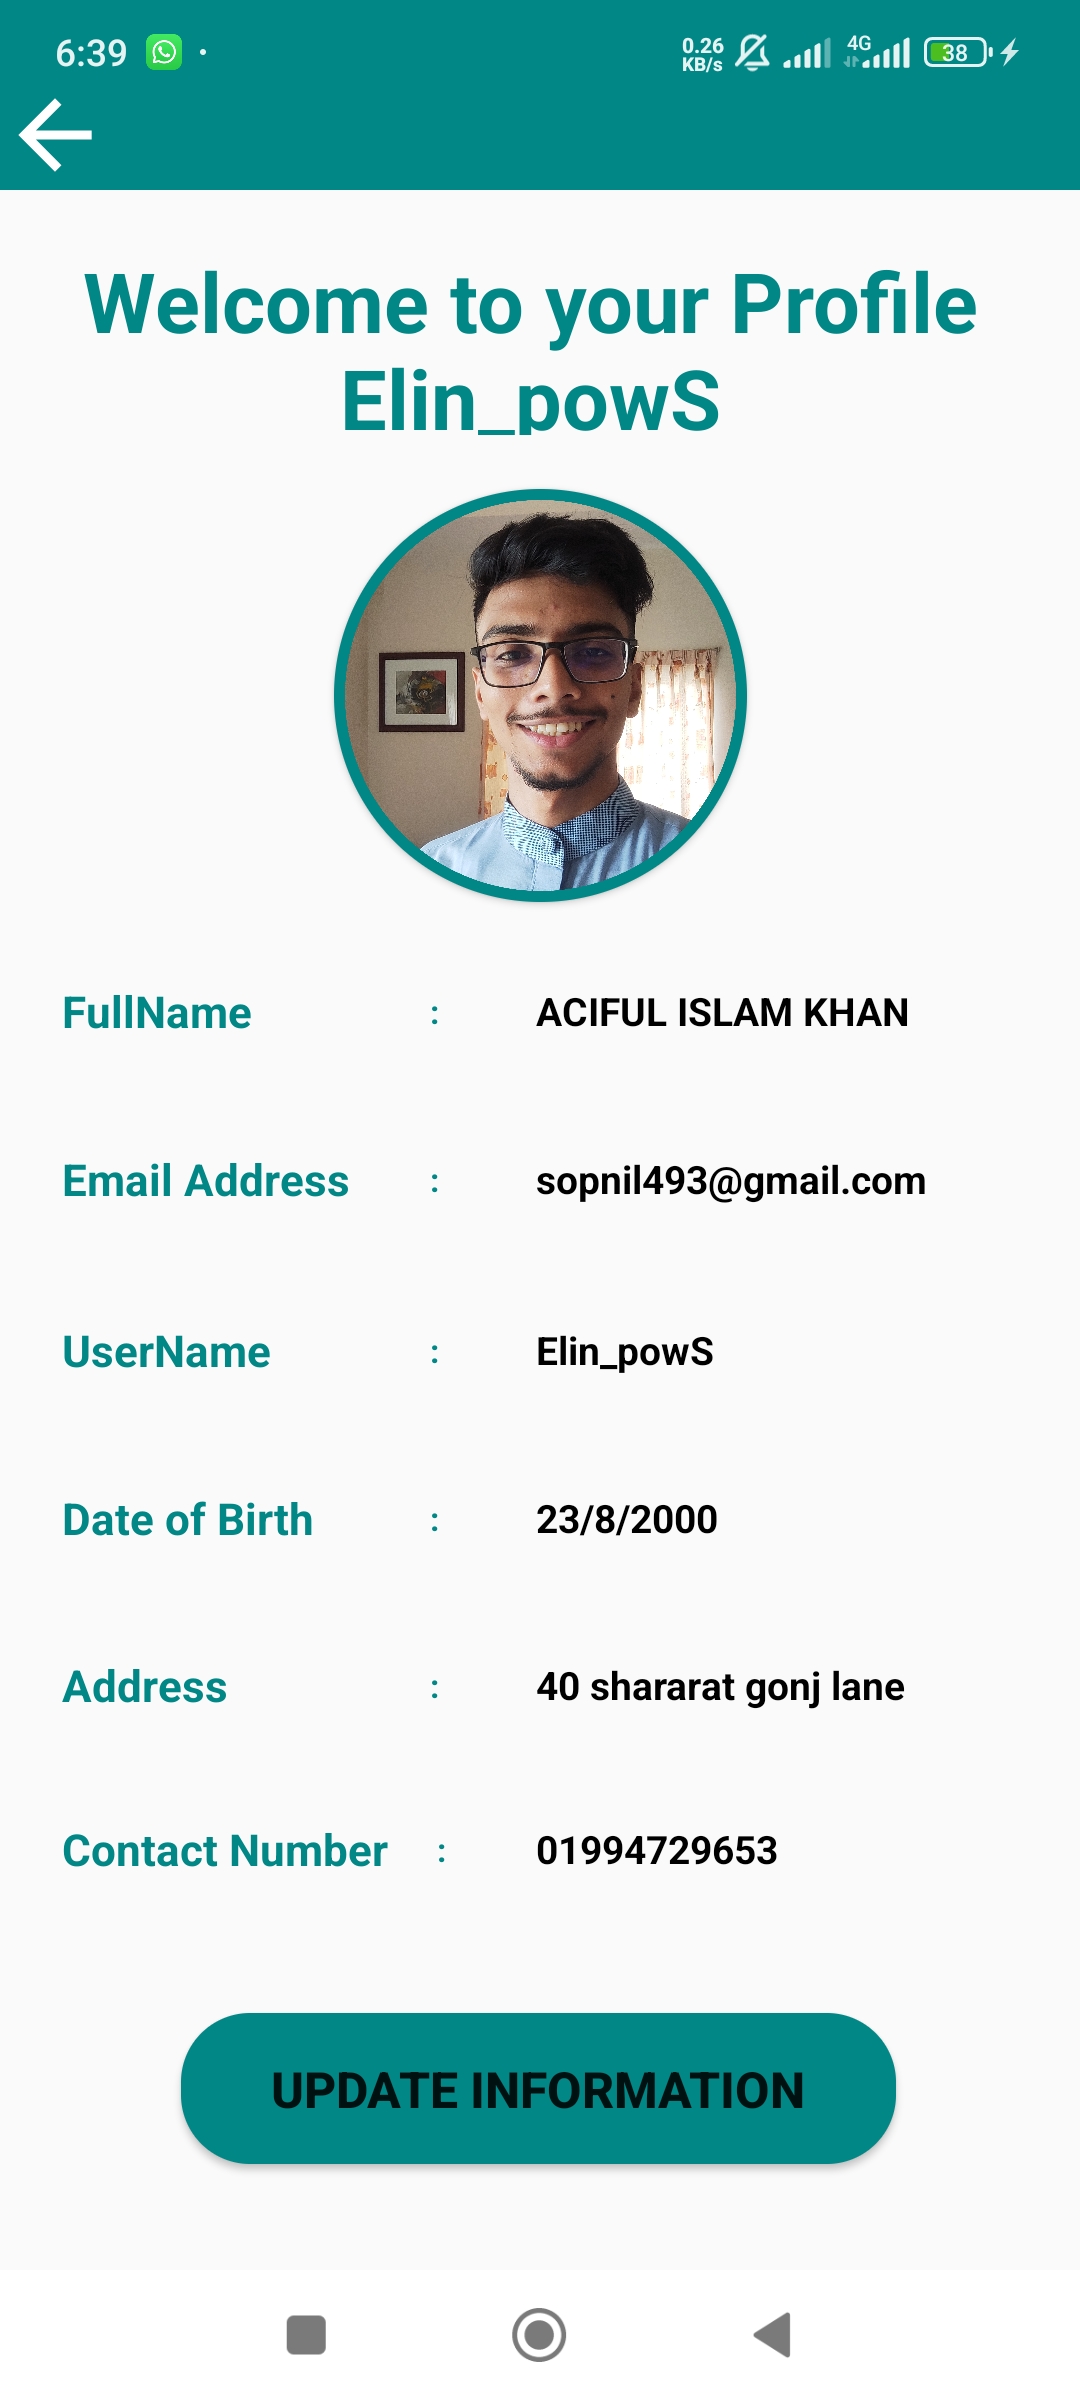 6:39
0.26
KB/s
4G
38
Welcome to your Profile
Elin_powS
FullName : ACIFUL ISLAM KHAN
Email Address : sopnil493@gmail.com
UserName : Elin_powS
Date of Birth : 23/8/2000
Address : 40 shararat gonj lane
Contact Number : 01994729653
UPDATE INFORMATION